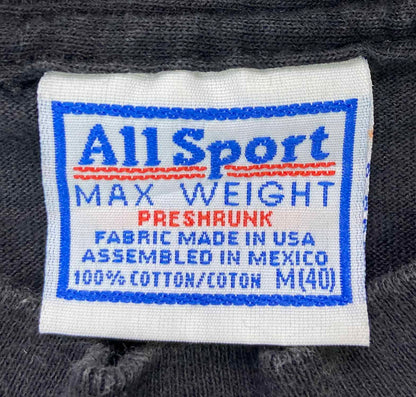 All Sport
MAX WEIGHT
PRESHRUNK
FABRIC MADE IN USA
ASSEMBLED IN MEXICO
100% COTTON/COTON M(40)